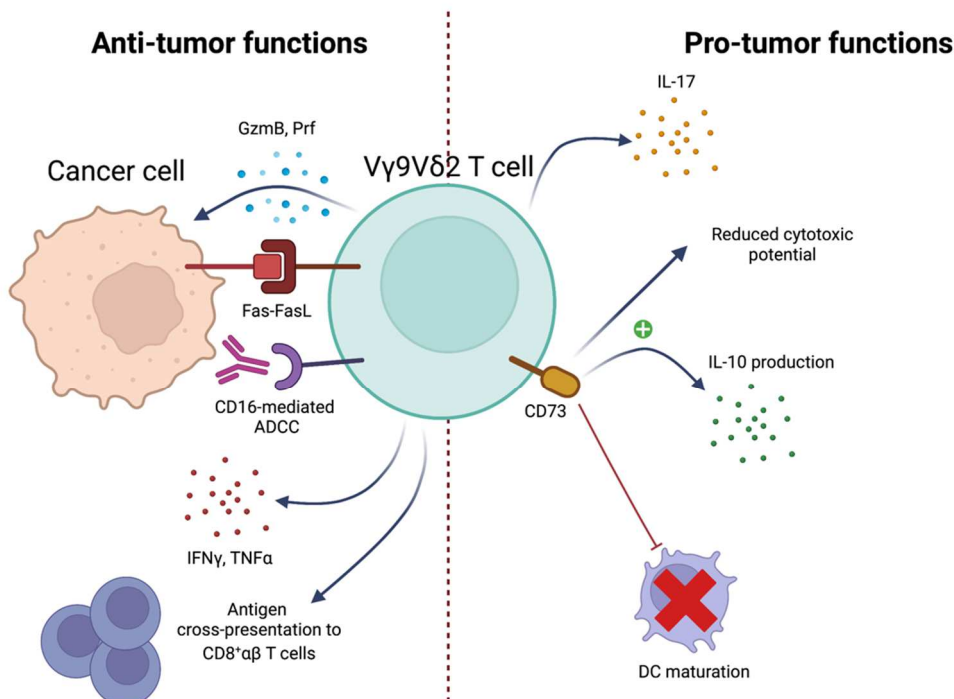 Anti-tumor functions
Pro-tumor functions
IL-17
GzmB, Prf
Cancer cell
Vγ9Vδ2 T cell
Reduced cytotoxic
potential
Fas-FasL
IL-10 production
CD16-mediated
ADCC
CD73
IFNγ, TNFα
Antigen
cross-presentation to
CD8⁺αβ T cells
DC maturation